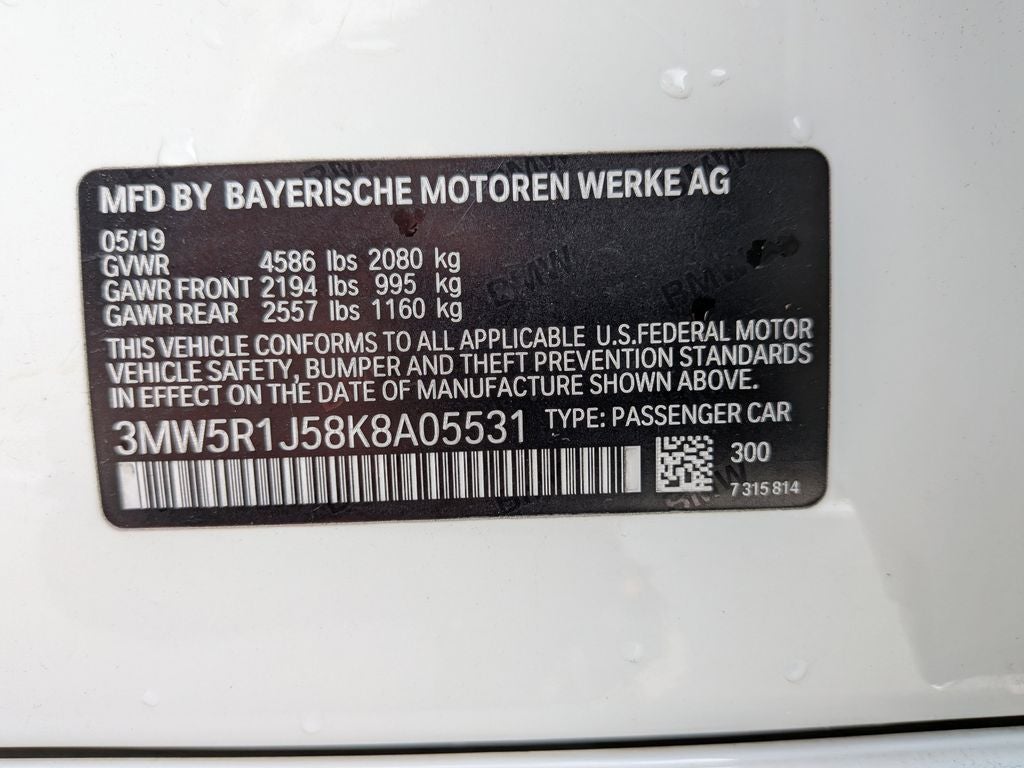 MFD BY BAYERISCHE MOTOREN WERKE AG
05/19
GVWR 4586 lbs 2080 kg
GAWR FRONT 2194 lbs 995 kg
GAWR REAR 2557 lbs 1160 kg
THIS VEHICLE CONFORMS TO ALL APPLICABLE U.S.FEDERAL MOTOR
VEHICLE SAFETY, BUMPER AND THEFT PREVENTION STANDARDS
IN EFFECT ON THE DATE OF MANUFACTURE SHOWN ABOVE.
3MW5R1J58K8A05531 TYPE: PASSENGER CAR
300
7315814